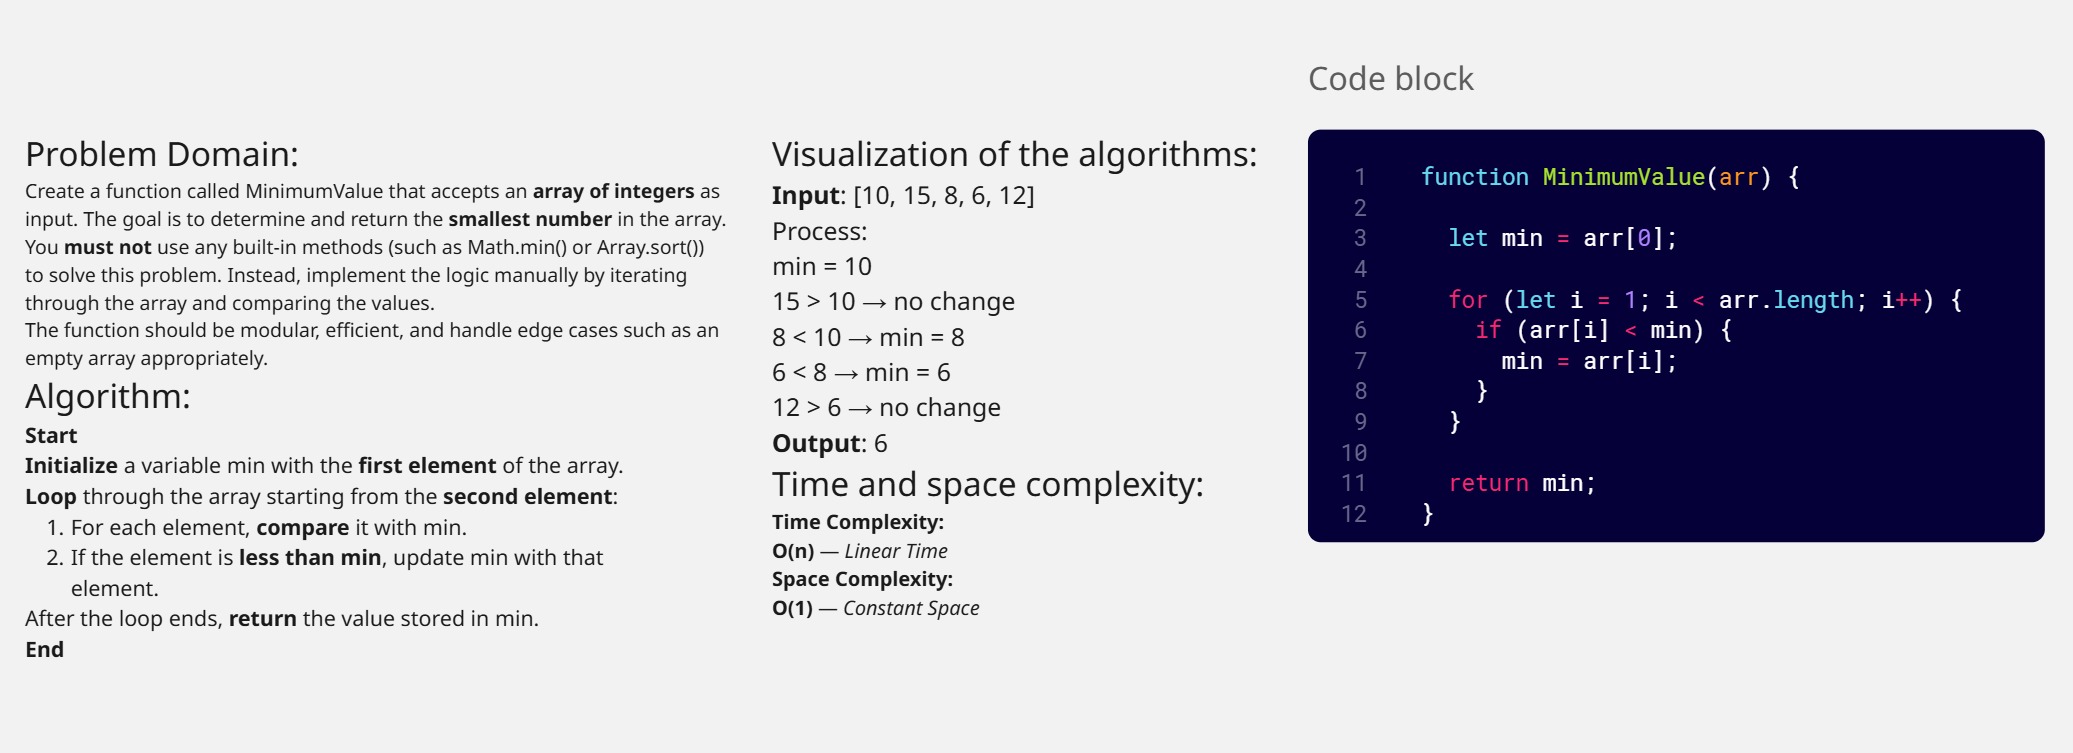 Problem Domain:
Create a function called MinimumValue that accepts an array of integers as
input. The goal is to determine and return the smallest number in the array.
You must not use any built-in methods (such as Math.min() or Array.sort())
to solve this problem. Instead, implement the logic manually by iterating
through the array and comparing the values.
The function should be modular, efficient, and handle edge cases such as an
empty array appropriately.
Algorithm:
Start
Initialize a variable min with the first element of the array.
Loop through the array starting from the second element:
1. For each element, compare it with min.
2. If the element is less than min, update min with that
element.
After the loop ends, return the value stored in min.
End
Visualization of the algorithms:
Input: [10, 15, 8, 6, 12]
Process:
min = 10
15 > 10 → no change
8 < 10 → min = 8
6 < 8 → min = 6
12 > 6 → no change
Output: 6
Time and space complexity:
Time Complexity:
O(n) — Linear Time
Space Complexity:
O(1) — Constant Space
Code block
1 function MinimumValue(arr) {
2
3 let min = arr[0];
4
5 for (let i = 1; i < arr.length; i++) {
6 if (arr[i] < min) {
7 min = arr[i];
8 }
9 }
10
11 return min;
12 }